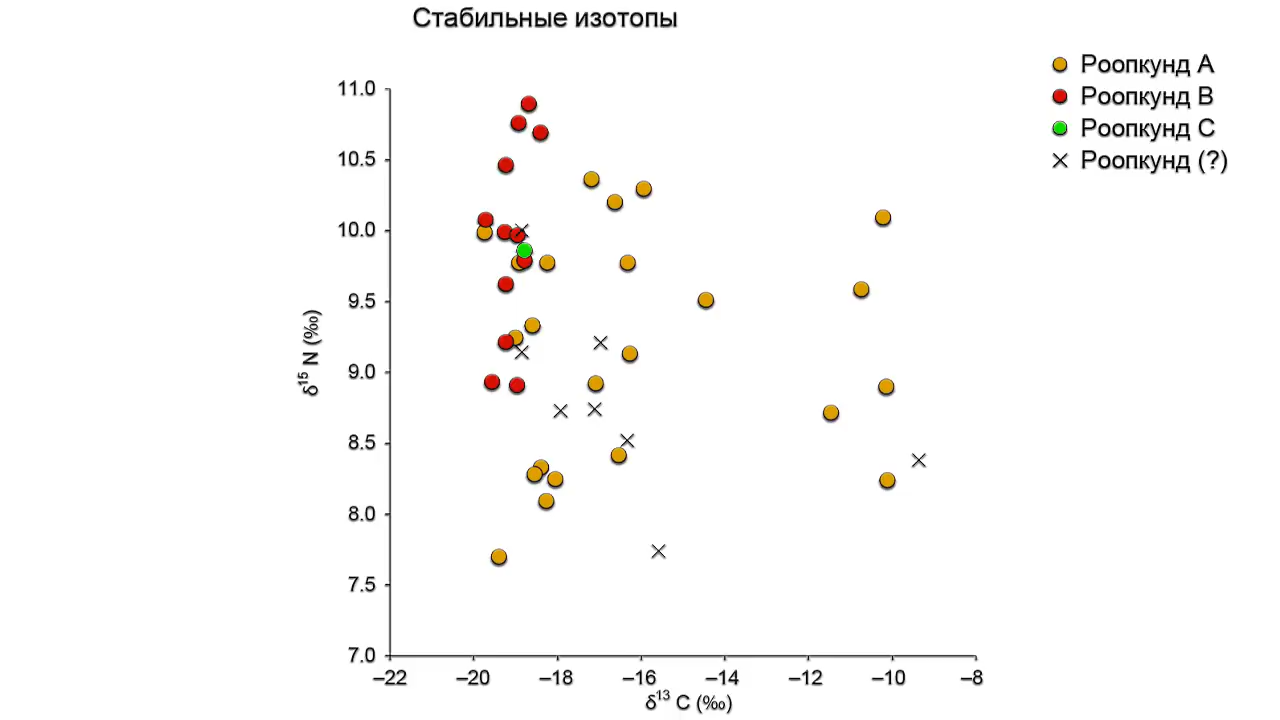 Стабильные изотопы
Роопкунд A
Роопкунд B
Роопкунд C
Роопкунд (?)
11.0
10.5
10.0
9.5
9.0
8.5
8.0
7.5
7.0
δ¹⁵ N (‰)
–22 –20 –18 –16 –14 –12 –10 –8
δ¹³ C (‰)